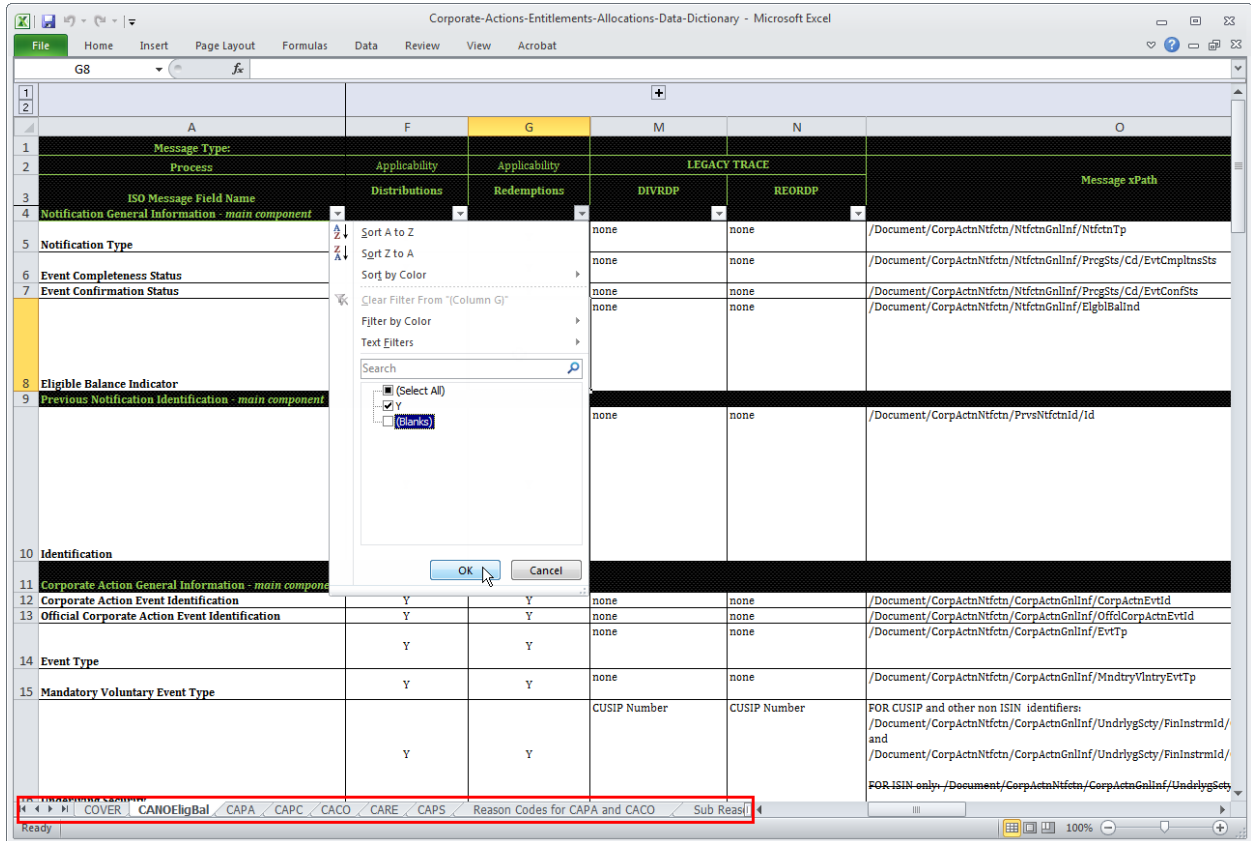 Corporate-Actions-Entitlements-Allocations-Data-Dictionary - Microsoft Excel
File Home Insert Page Layout Formulas Data Review View Acrobat
G8 fx
1
2
A F G M N O
1 Message Type:
2 Process Applicability Applicability LEGACY TRACE Message xPath
3 ISO Message Field Name Distributions Redemptions DIVRDP REORDP
4 Notification General Information - main component
5 Notification Type none none /Document/CorpActnNtfctn/NtfctnGnlInf/NtfctnTp
6 Event Completeness Status none none /Document/CorpActnNtfctn/NtfctnGnlInf/PrcgSts/Cd/EvtCmpltnsSts
7 Event Confirmation Status none none /Document/CorpActnNtfctn/NtfctnGnlInf/PrcgSts/Cd/EvtConfSts
8 Eligible Balance Indicator none none /Document/CorpActnNtfctn/NtfctnGnlInf/ElgblBalInd
9 Previous Notification Identification - main component
10 Identification none none /Document/CorpActnNtfctn/PrvsNtfctnId/Id
Sort A to Z
Sort Z to A
Sort by Color
Clear Filter From "(Column G)"
Filter by Color
Text Filters
Search
(Select All)
Y
(Blanks)
OK Cancel
11 Corporate Action General Information - main compone
12 Corporate Action Event Identification Y Y none none /Document/CorpActnNtfctn/CorpActnGnlInf/CorpActnEvtId
13 Official Corporate Action Event Identification Y Y none none /Document/CorpActnNtfctn/CorpActnGnlInf/OffclCorpActnEvtId
14 Event Type Y Y none none /Document/CorpActnNtfctn/CorpActnGnlInf/EvtTp
15 Mandatory Voluntary Event Type Y Y none none /Document/CorpActnNtfctn/CorpActnGnlInf/MndtryVlntryEvtTp
16 Underlying Security Y Y CUSIP Number CUSIP Number FOR CUSIP and other non ISIN identifiers:
/Document/CorpActnNtfctn/CorpActnGnlInf/UndrlygScty/FinInstrmId/
and
/Document/CorpActnNtfctn/CorpActnGnlInf/UndrlygScty/FinInstrmId/
FOR ISIN only: /Document/CorpActnNtfctn/CorpActnGnlInf/UndrlygScty
COVER CANOEligBal CAPA CAPC CACO CARE CAPS Reason Codes for CAPA and CACO Sub Reas
Ready 100%